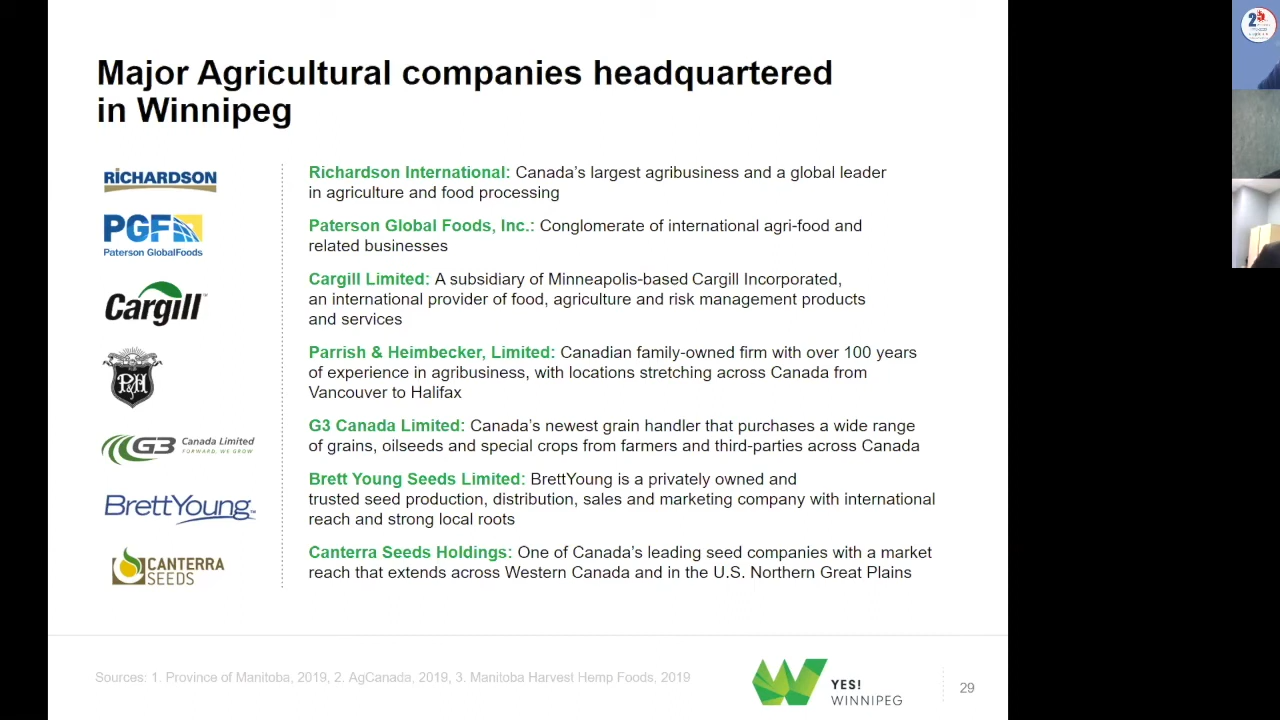 Major Agricultural companies headquartered
in Winnipeg
RICHARDSON
Richardson International: Canada's largest agribusiness and a global leader
in agriculture and food processing
PGF
Paterson GlobalFoods
Paterson Global Foods, Inc.: Conglomerate of international agri-food and
related businesses
Cargill™
Cargill Limited: A subsidiary of Minneapolis-based Cargill Incorporated,
an international provider of food, agriculture and risk management products
and services
P&H
Parrish & Heimbecker, Limited: Canadian family-owned firm with over 100 years
of experience in agribusiness, with locations stretching across Canada from
Vancouver to Halifax
G3 Canada Limited
FORWARD, WE GROW
G3 Canada Limited: Canada's newest grain handler that purchases a wide range
of grains, oilseeds and special crops from farmers and third-parties across Canada
BrettYoung™
Brett Young Seeds Limited: BrettYoung is a privately owned and
trusted seed production, distribution, sales and marketing company with international
reach and strong local roots
CANTERRA
SEEDS
Canterra Seeds Holdings: One of Canada's leading seed companies with a market
reach that extends across Western Canada and in the U.S. Northern Great Plains
Sources: 1. Province of Manitoba, 2019, 2. AgCanada, 2019, 3. Manitoba Harvest Hemp Foods, 2019
YES!
WINNIPEG
29